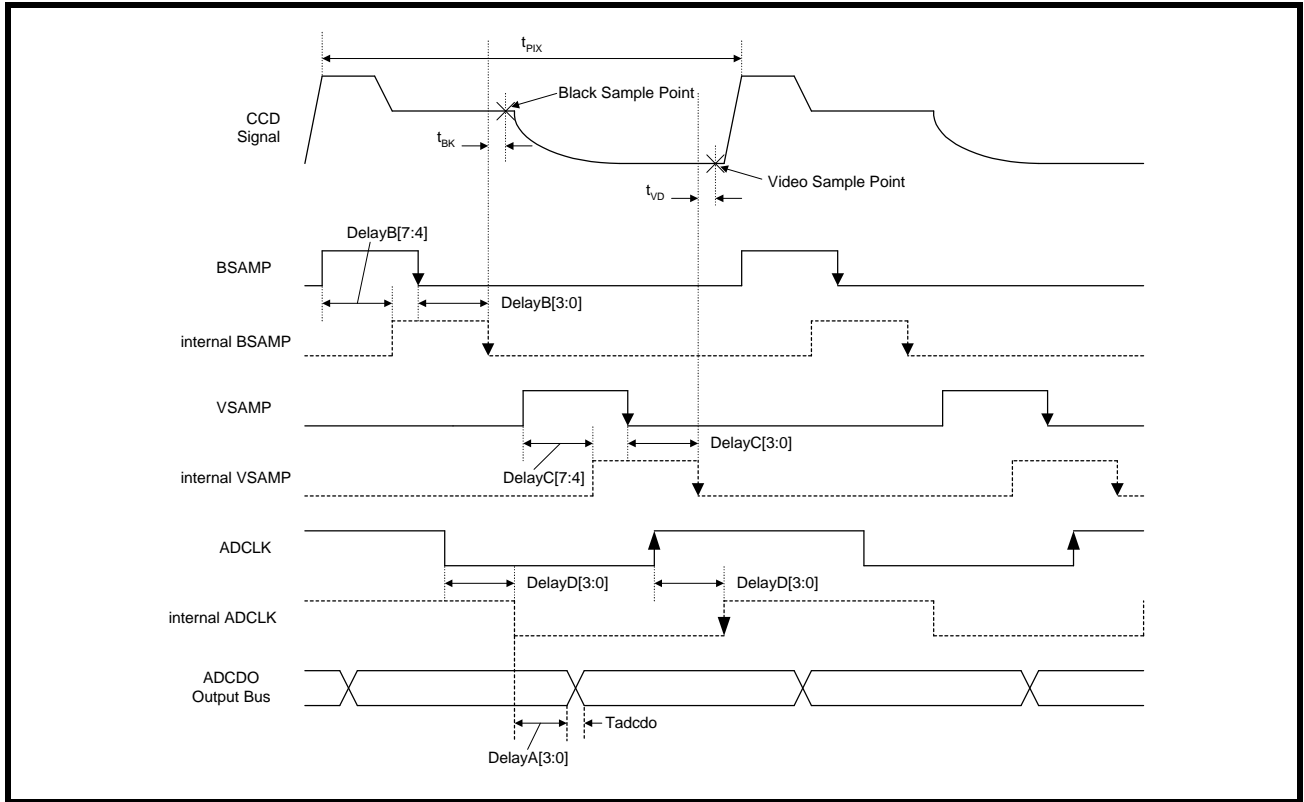 tPIX
Black Sample Point
CCD
Signal
tBK
Video Sample Point
tVD
DelayB[7:4]
BSAMP
DelayB[3:0]
internal BSAMP
VSAMP
DelayC[3:0]
internal VSAMP
DelayC[7:4]
ADCLK
DelayD[3:0]
DelayD[3:0]
internal ADCLK
ADCDO
Output Bus
Tadcdo
DelayA[3:0]